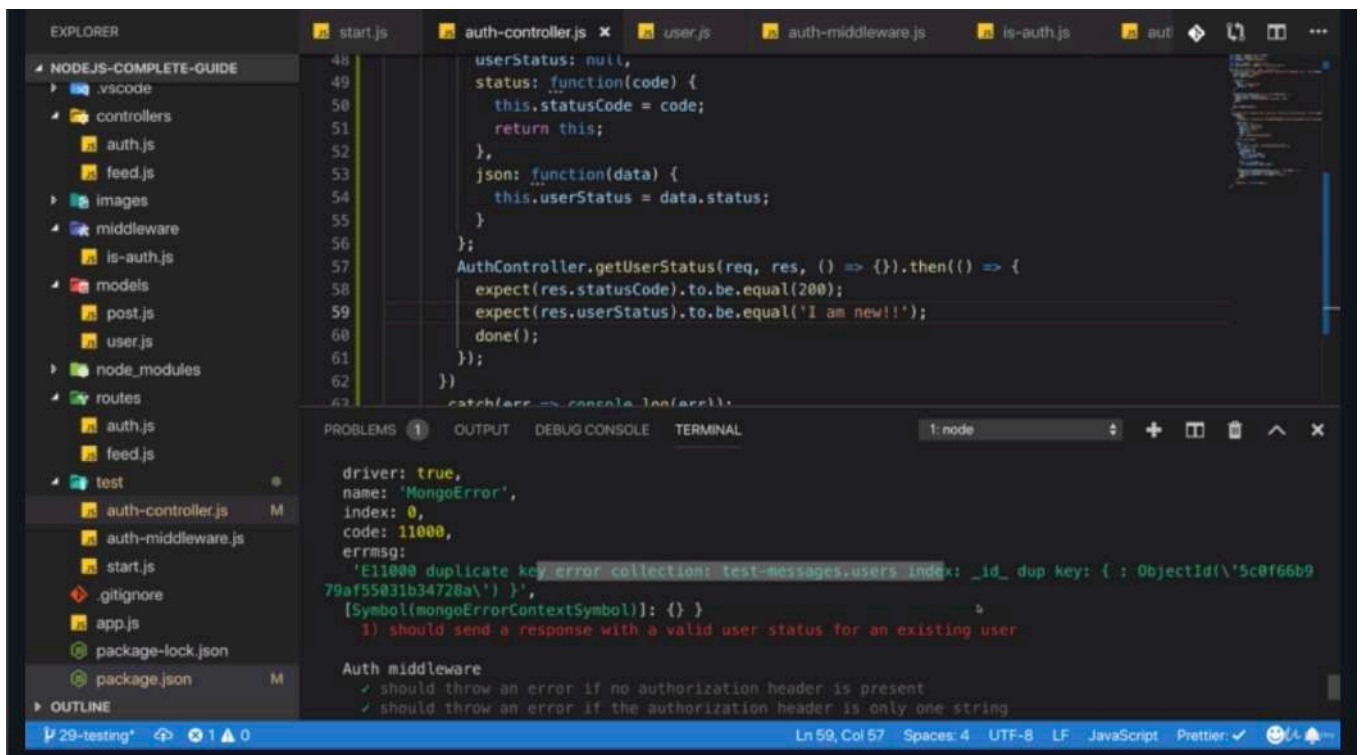 EXPLORER
start.js
auth-controller.js ×
user.js
auth-middleware.js
is-auth.js
aut
NODEJS-COMPLETE-GUIDE
.vscode
controllers
auth.js
feed.js
images
middleware
is-auth.js
models
post.js
user.js
node_modules
routes
auth.js
feed.js
test
auth-controller.js M
auth-middleware.js
start.js
.gitignore
app.js
package-lock.json
package.json M
OUTLINE
48 userStatus: null,
49 status: function(code) {
50 this.statusCode = code;
51 return this;
52 },
53 json: function(data) {
54 this.userStatus = data.status;
55 }
56 };
57 AuthController.getUserStatus(req, res, () => {}).then(() => {
58 expect(res.statusCode).to.be.equal(200);
59 expect(res.userStatus).to.be.equal('I am new!!');
60 done();
61 });
62 })
63 .catch(err => console.log(err));
PROBLEMS 1 OUTPUT DEBUG CONSOLE TERMINAL 1: node
driver: true,
name: 'MongoError',
index: 0,
code: 11000,
errmsg:
'E11000 duplicate key error collection: test-messages.users index: _id_ dup key: { : ObjectId(\'5c0f66b9
79af55031b34728a\') }',
[Symbol(mongoErrorContextSymbol)]: {} }
1) should send a response with a valid user status for an existing user
Auth middleware
✓ should throw an error if no authorization header is present
✓ should throw an error if the authorization header is only one string
29-testing* 1 0 Ln 59, Col 57 Spaces: 4 UTF-8 LF JavaScript Prettier: ✓